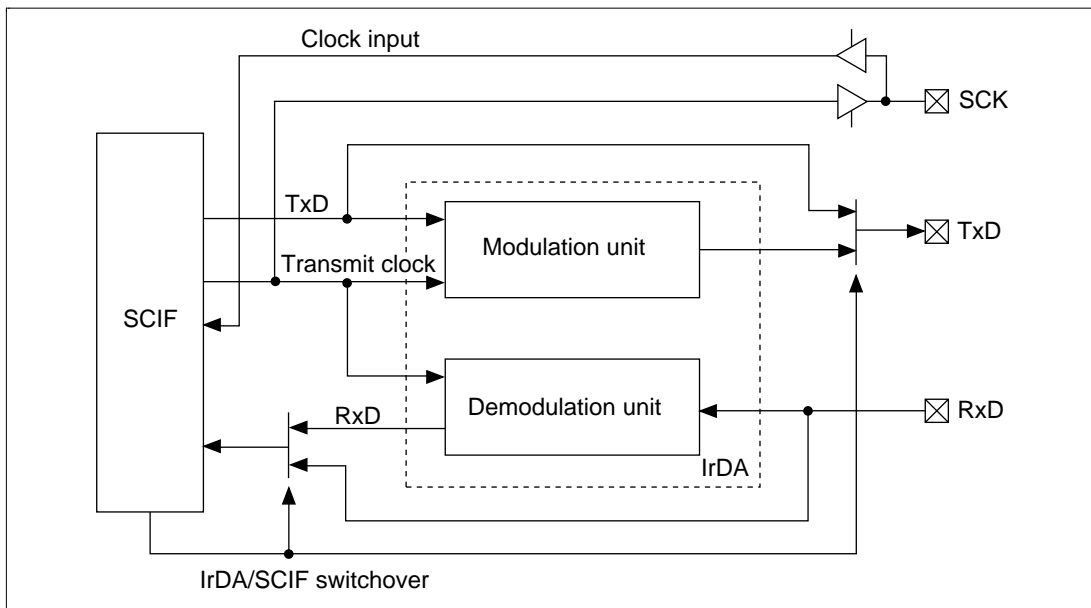 Clock input
SCK
TxD
Modulation unit
TxD
Transmit clock
SCIF
Demodulation unit
RxD
RxD
IrDA
IrDA/SCIF switchover